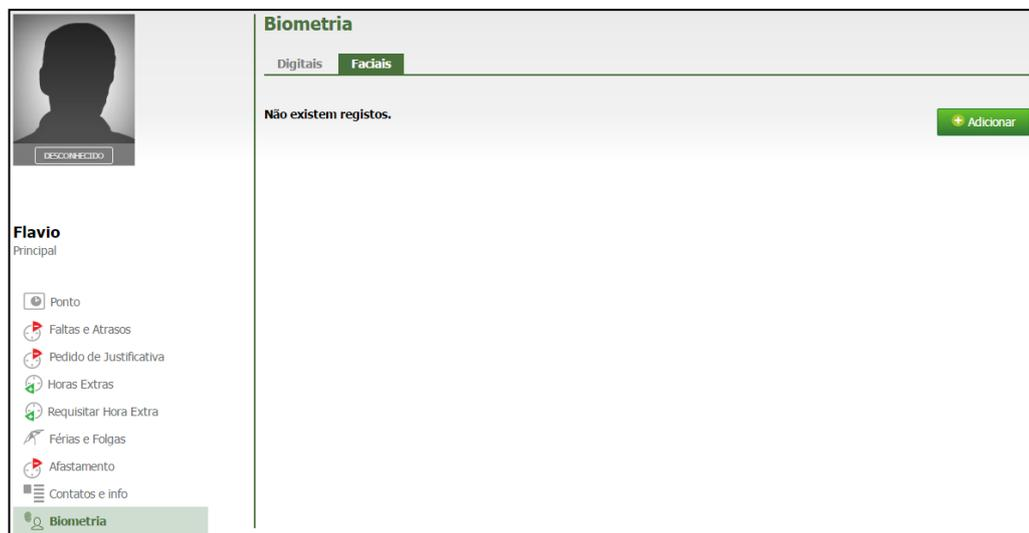 DESCONHECIDO
Flavio
Principal
Ponto
Faltas e Atrasos
Pedido de Justificativa
Horas Extras
Requisitar Hora Extra
Férias e Folgas
Afastamento
Contatos e info
Biometria
Biometria
Digitais Faciais
Não existem registos.
Adicionar